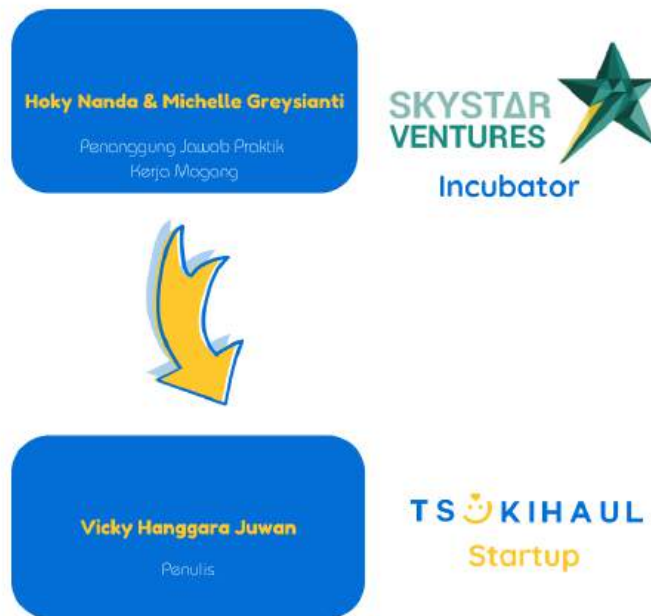 Hoky Nanda & Michelle Greysianti
Penanggung Jawab Praktik
Kerja Magang
SKYSTAR
VENTURES
Incubator
Vicky Hanggara Juwan
Penulis
TSUKIHAUL
Startup